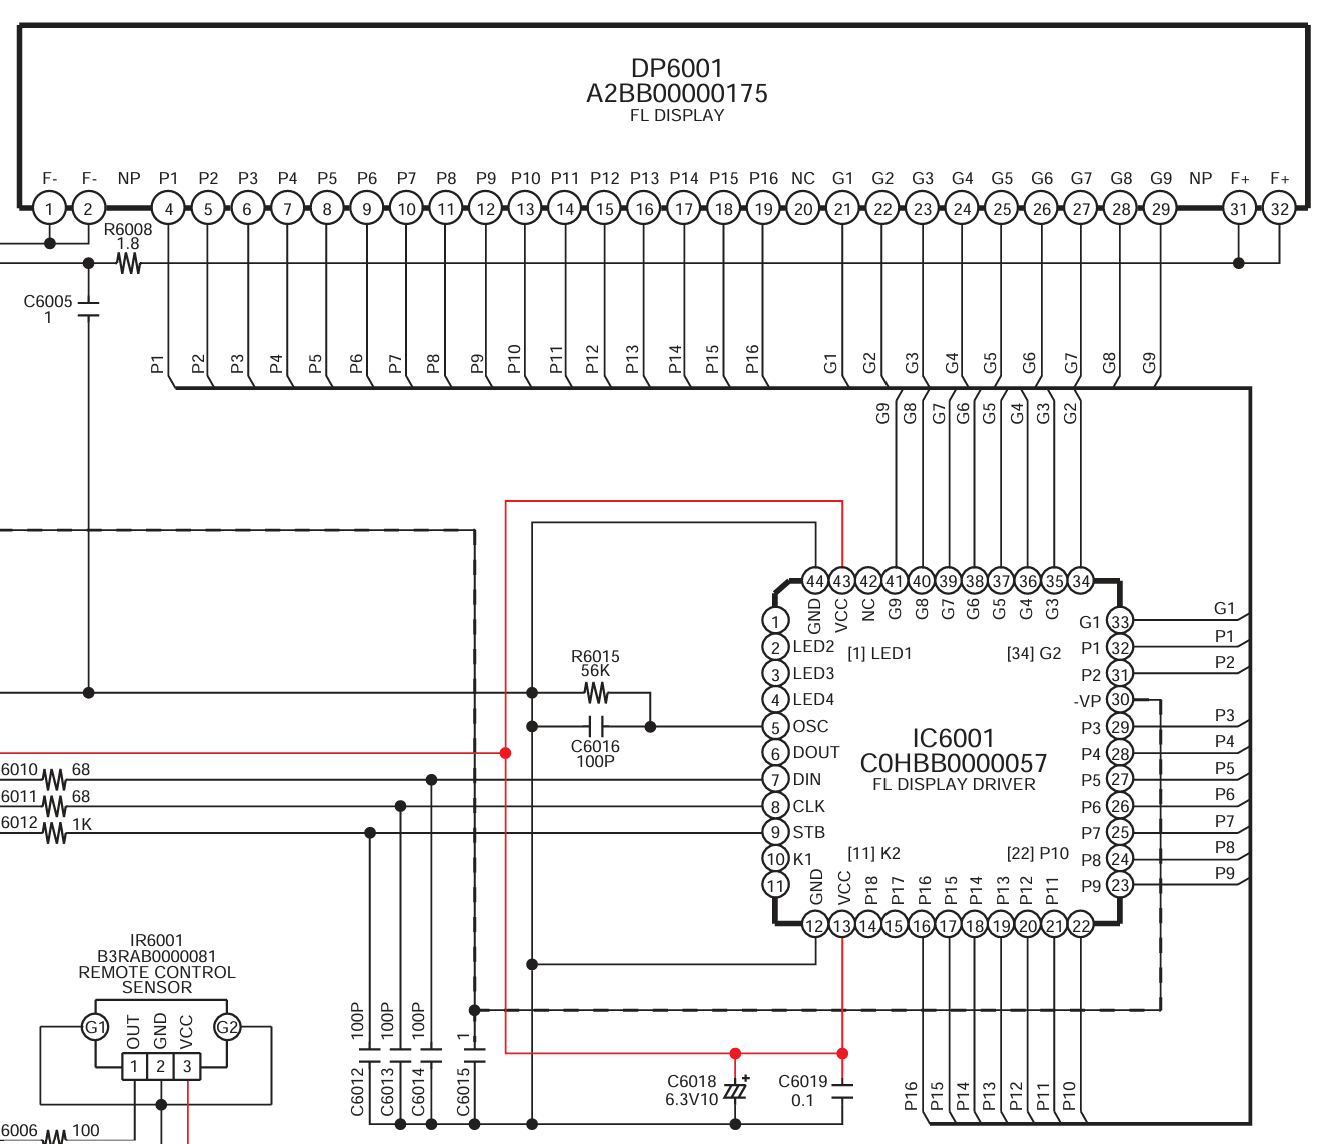 DP6001
A2BB00000175
FL DISPLAY
F- F- NP P1 P2 P3 P4 P5 P6 P7 P8 P9 P10 P11 P12 P13 P14 P15 P16 NC G1 G2 G3 G4 G5 G6 G7 G8 G9 NP F+ F+
1 2 4 5 6 7 8 9 10 11 12 13 14 15 16 17 18 19 20 21 22 23 24 25 26 27 28 29 31 32
R6008
1.8
C6005
1
P1 P2 P3 P4 P5 P6 P7 P8 P9 P10 P11 P12 P13 P14 P15 P16 G1 G2 G3 G4 G5 G6 G7 G8 G9
G9 G8 G7 G6 G5 G4 G3 G2
44 43 42 41 40 39 38 37 36 35 34
GND VCC NC G9 G8 G7 G6 G5 G4 G3
1
2 LED2
3 LED3
4 LED4
5 OSC
6 DOUT
7 DIN
8 CLK
9 STB
10 K1
11
[1] LED1
[34] G2
IC6001
C0HBB0000057
FL DISPLAY DRIVER
[11] K2
[22] P10
G1 33 G1
P1 32 P1
P2 31 P2
-VP 30
P3 29 P3
P4 28 P4
P5 27 P5
P6 26 P6
P7 25 P7
P8 24 P8
P9 23 P9
GND VCC P18 P17 P16 P15 P14 P13 P12 P11
12 13 14 15 16 17 18 19 20 21 22
P16 P15 P14 P13 P12 P11 P10
R6015
56K
C6016
100P
6010 68
6011 68
6012 1K
IR6001
B3RAB0000081
REMOTE CONTROL
SENSOR
G1 OUT GND VCC G2
1 2 3
6006 100
C6012 100P
C6013 100P
C6014 100P
C6015 1
C6018
6.3V10
+
C6019
0.1